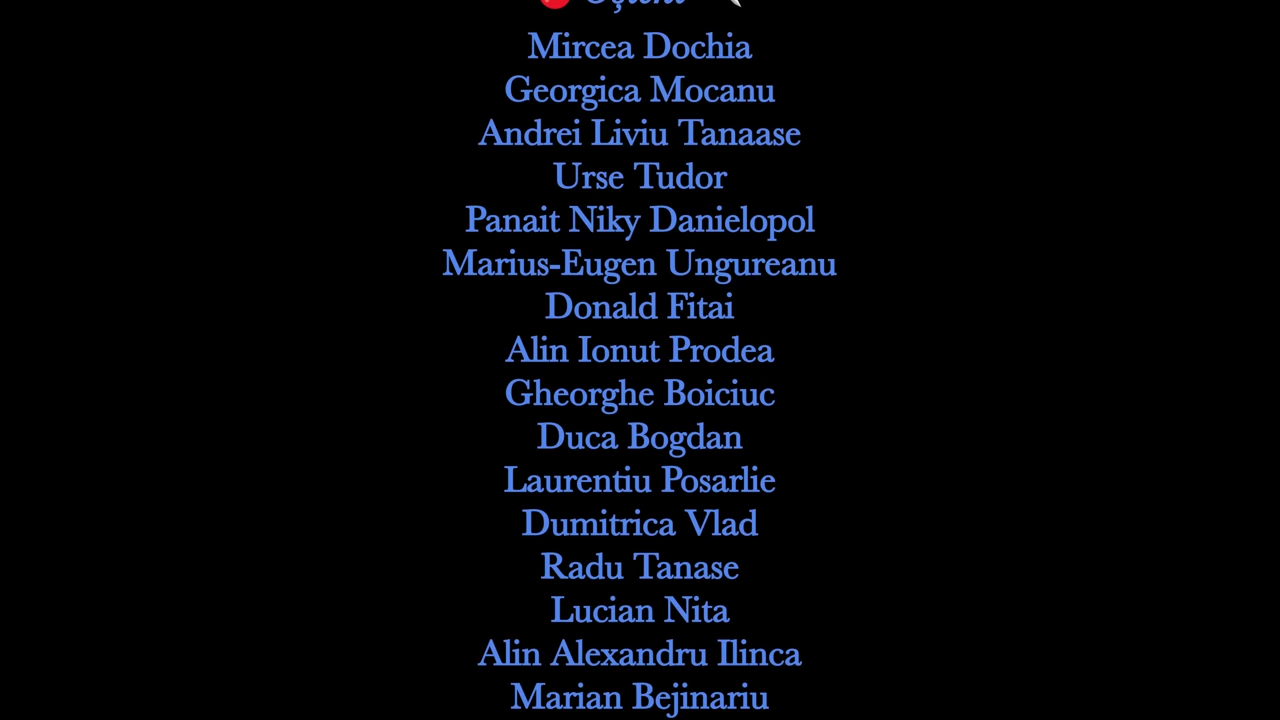 Mircea Dochia
Georgica Mocanu
Andrei Liviu Tanaase
Urse Tudor
Panait Niky Danielopol
Marius-Eugen Ungureanu
Donald Fitai
Alin Ionut Prodea
Gheorghe Boiciuc
Duca Bogdan
Laurentiu Posarlie
Dumitrica Vlad
Radu Tanase
Lucian Nita
Alin Alexandru Ilinca
Marian Bejinariu